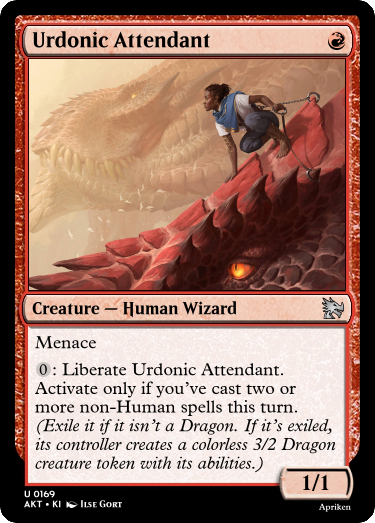 Urdonic Attendant
Creature — Human Wizard
Menace
0: Liberate Urdonic Attendant.
Activate only if you've cast two or
more non-Human spells this turn.
(Exile it if it isn't a Dragon. If it's exiled,
its controller creates a colorless 3/2 Dragon
creature token with its abilities.)
1/1
U 0169
AKT • KI Ilse Gort
Apriken